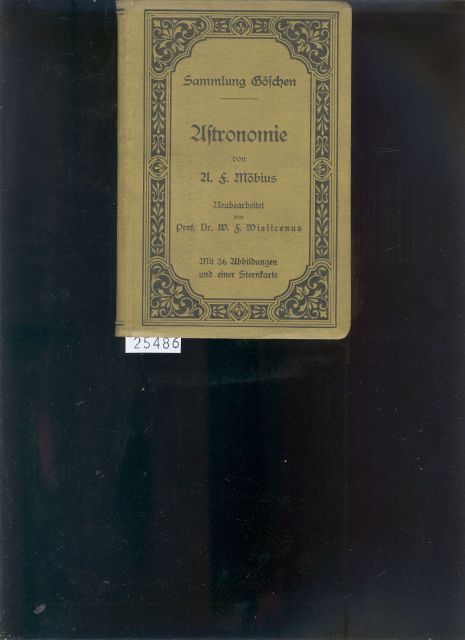 Sammlung Göschen
Astronomie
von
A. F. Möbius
Neubearbeitet
von
Prof. Dr. W. F. Wislicenus
Mit 36 Abbildungen
und einer Sternkarte
25486